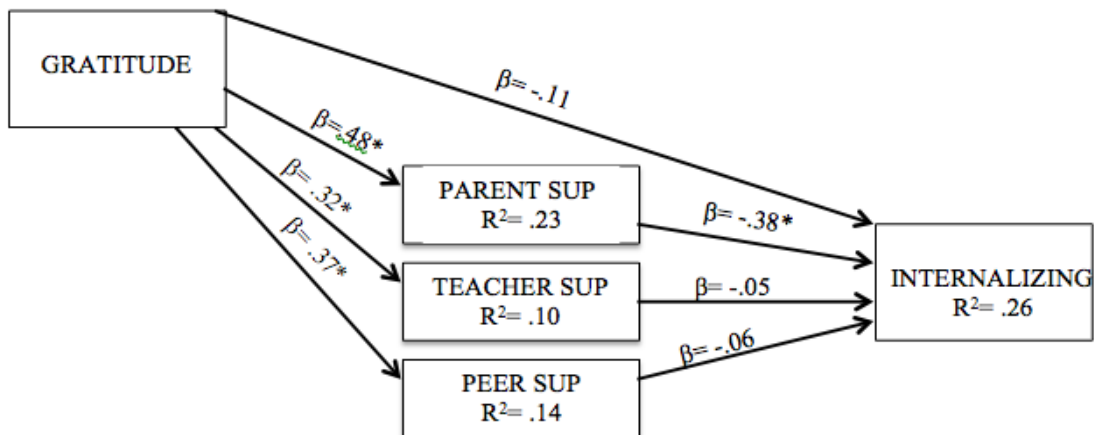 GRATITUDE
β= -.11
β=.48*
β= .32*
β= .37*
PARENT SUP
R²= .23
β= -.38*
TEACHER SUP
R²= .10
β= -.05
PEER SUP
R²= .14
β= -.06
INTERNALIZING
R²= .26